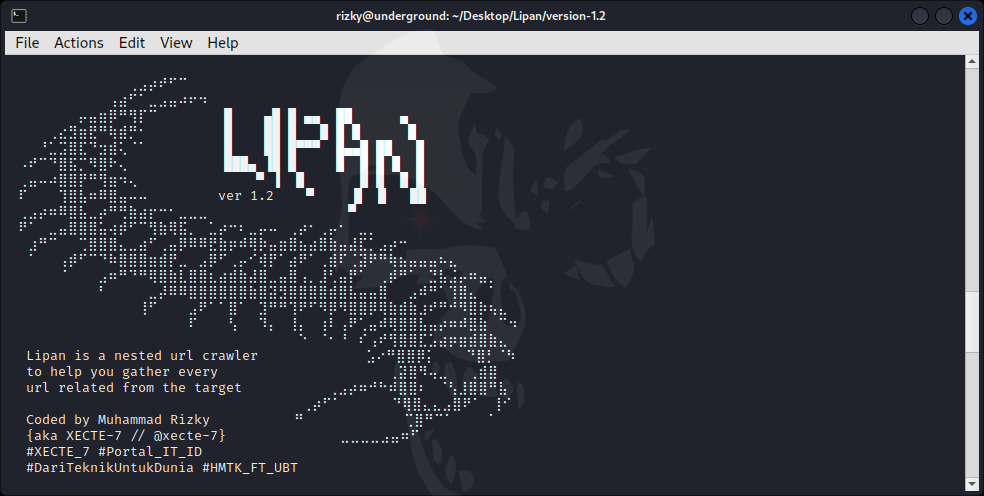 rizky@underground: ~/Desktop/Lipan/version-1.2
File Actions Edit View Help
LIPAN
ver 1.2
Lipan is a nested url crawler
to help you gather every
url related from the target
Coded by Muhammad Rizky
{aka XECTE-7 // @xecte-7}
#XECTE_7 #Portal_IT_ID
#DariTeknikUntukDunia #HMTK_FT_UBT